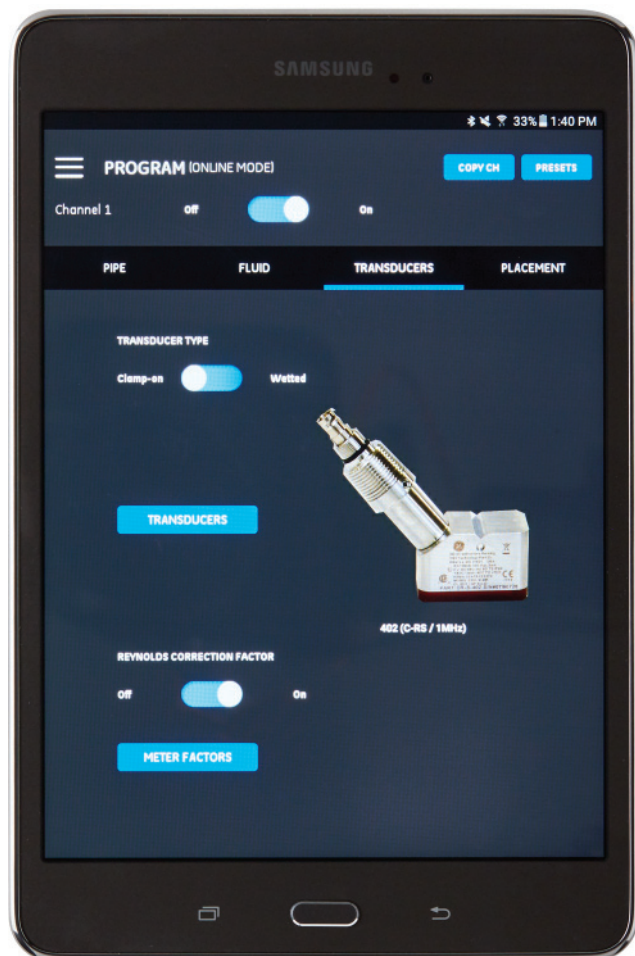 SAMSUNG
33% 1:40 PM
PROGRAM (ONLINE MODE)
COPY CH
PRESETS
Channel 1
Off
On
PIPE
FLUID
TRANSDUCERS
PLACEMENT
TRANSDUCER TYPE
Clamp-on
Wetted
TRANSDUCERS
402 (C-RS / 1MHz)
REYNOLDS CORRECTION FACTOR
Off
On
METER FACTORS